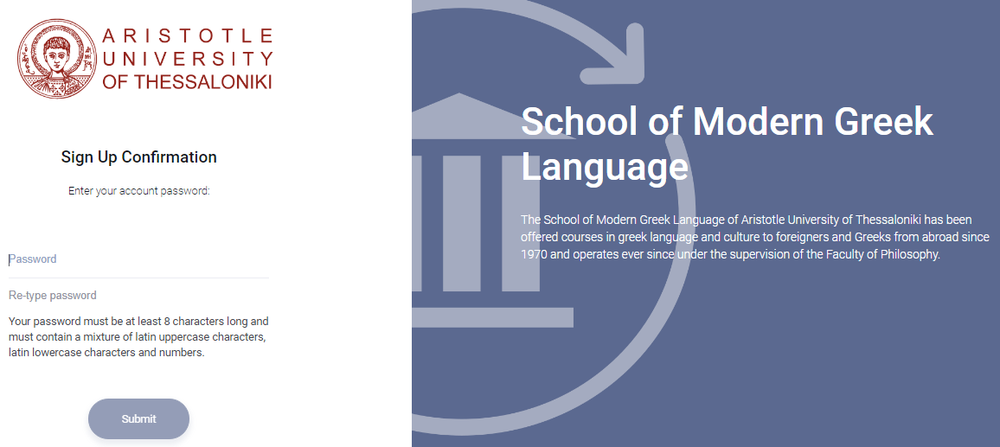 ARISTOTLE
UNIVERSITY
OF THESSALONIKI
Sign Up Confirmation
Enter your account password:
Password
Re-type password
Your password must be at least 8 characters long and
must contain a mixture of latin uppercase characters,
latin lowercase characters and numbers.
Submit
School of Modern Greek
Language
The School of Modern Greek Language of Aristotle University of Thessaloniki has been
offered courses in greek language and culture to foreigners and Greeks from abroad since
1970 and operates ever since under the supervision of the Faculty of Philosophy.